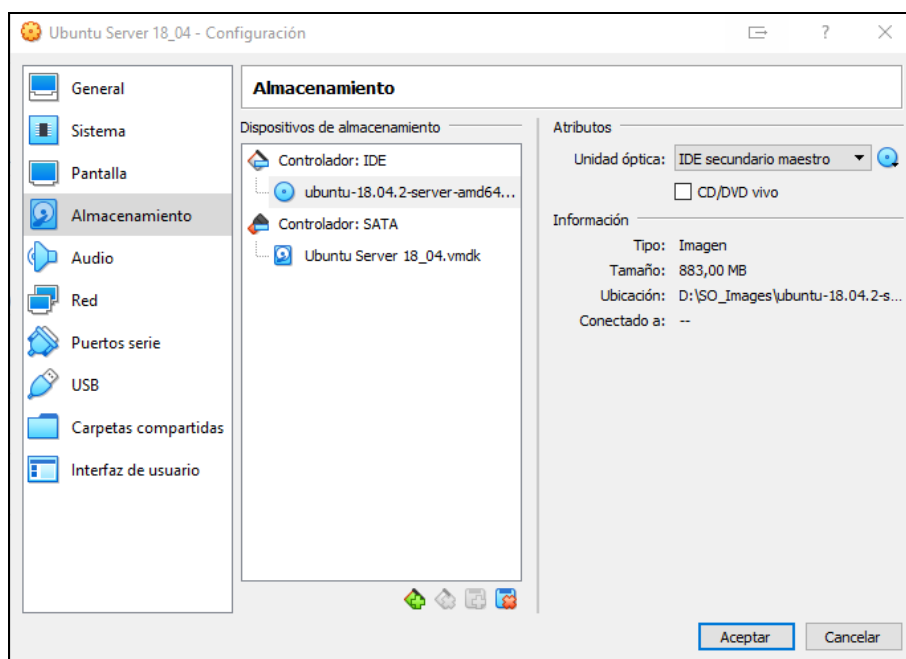 Ubuntu Server 18_04 - Configuración
?
General
Sistema
Pantalla
Almacenamiento
Audio
Red
Puertos serie
USB
Carpetas compartidas
Interfaz de usuario
Almacenamiento
Dispositivos de almacenamiento
Controlador: IDE
ubuntu-18.04.2-server-amd64...
Controlador: SATA
Ubuntu Server 18_04.vmdk
Atributos
Unidad óptica: IDE secundario maestro
CD/DVD vivo
Información
Tipo: Imagen
Tamaño: 883,00 MB
Ubicación: D:\SO_Images\ubuntu-18.04.2-s...
Conectado a: --
Aceptar Cancelar